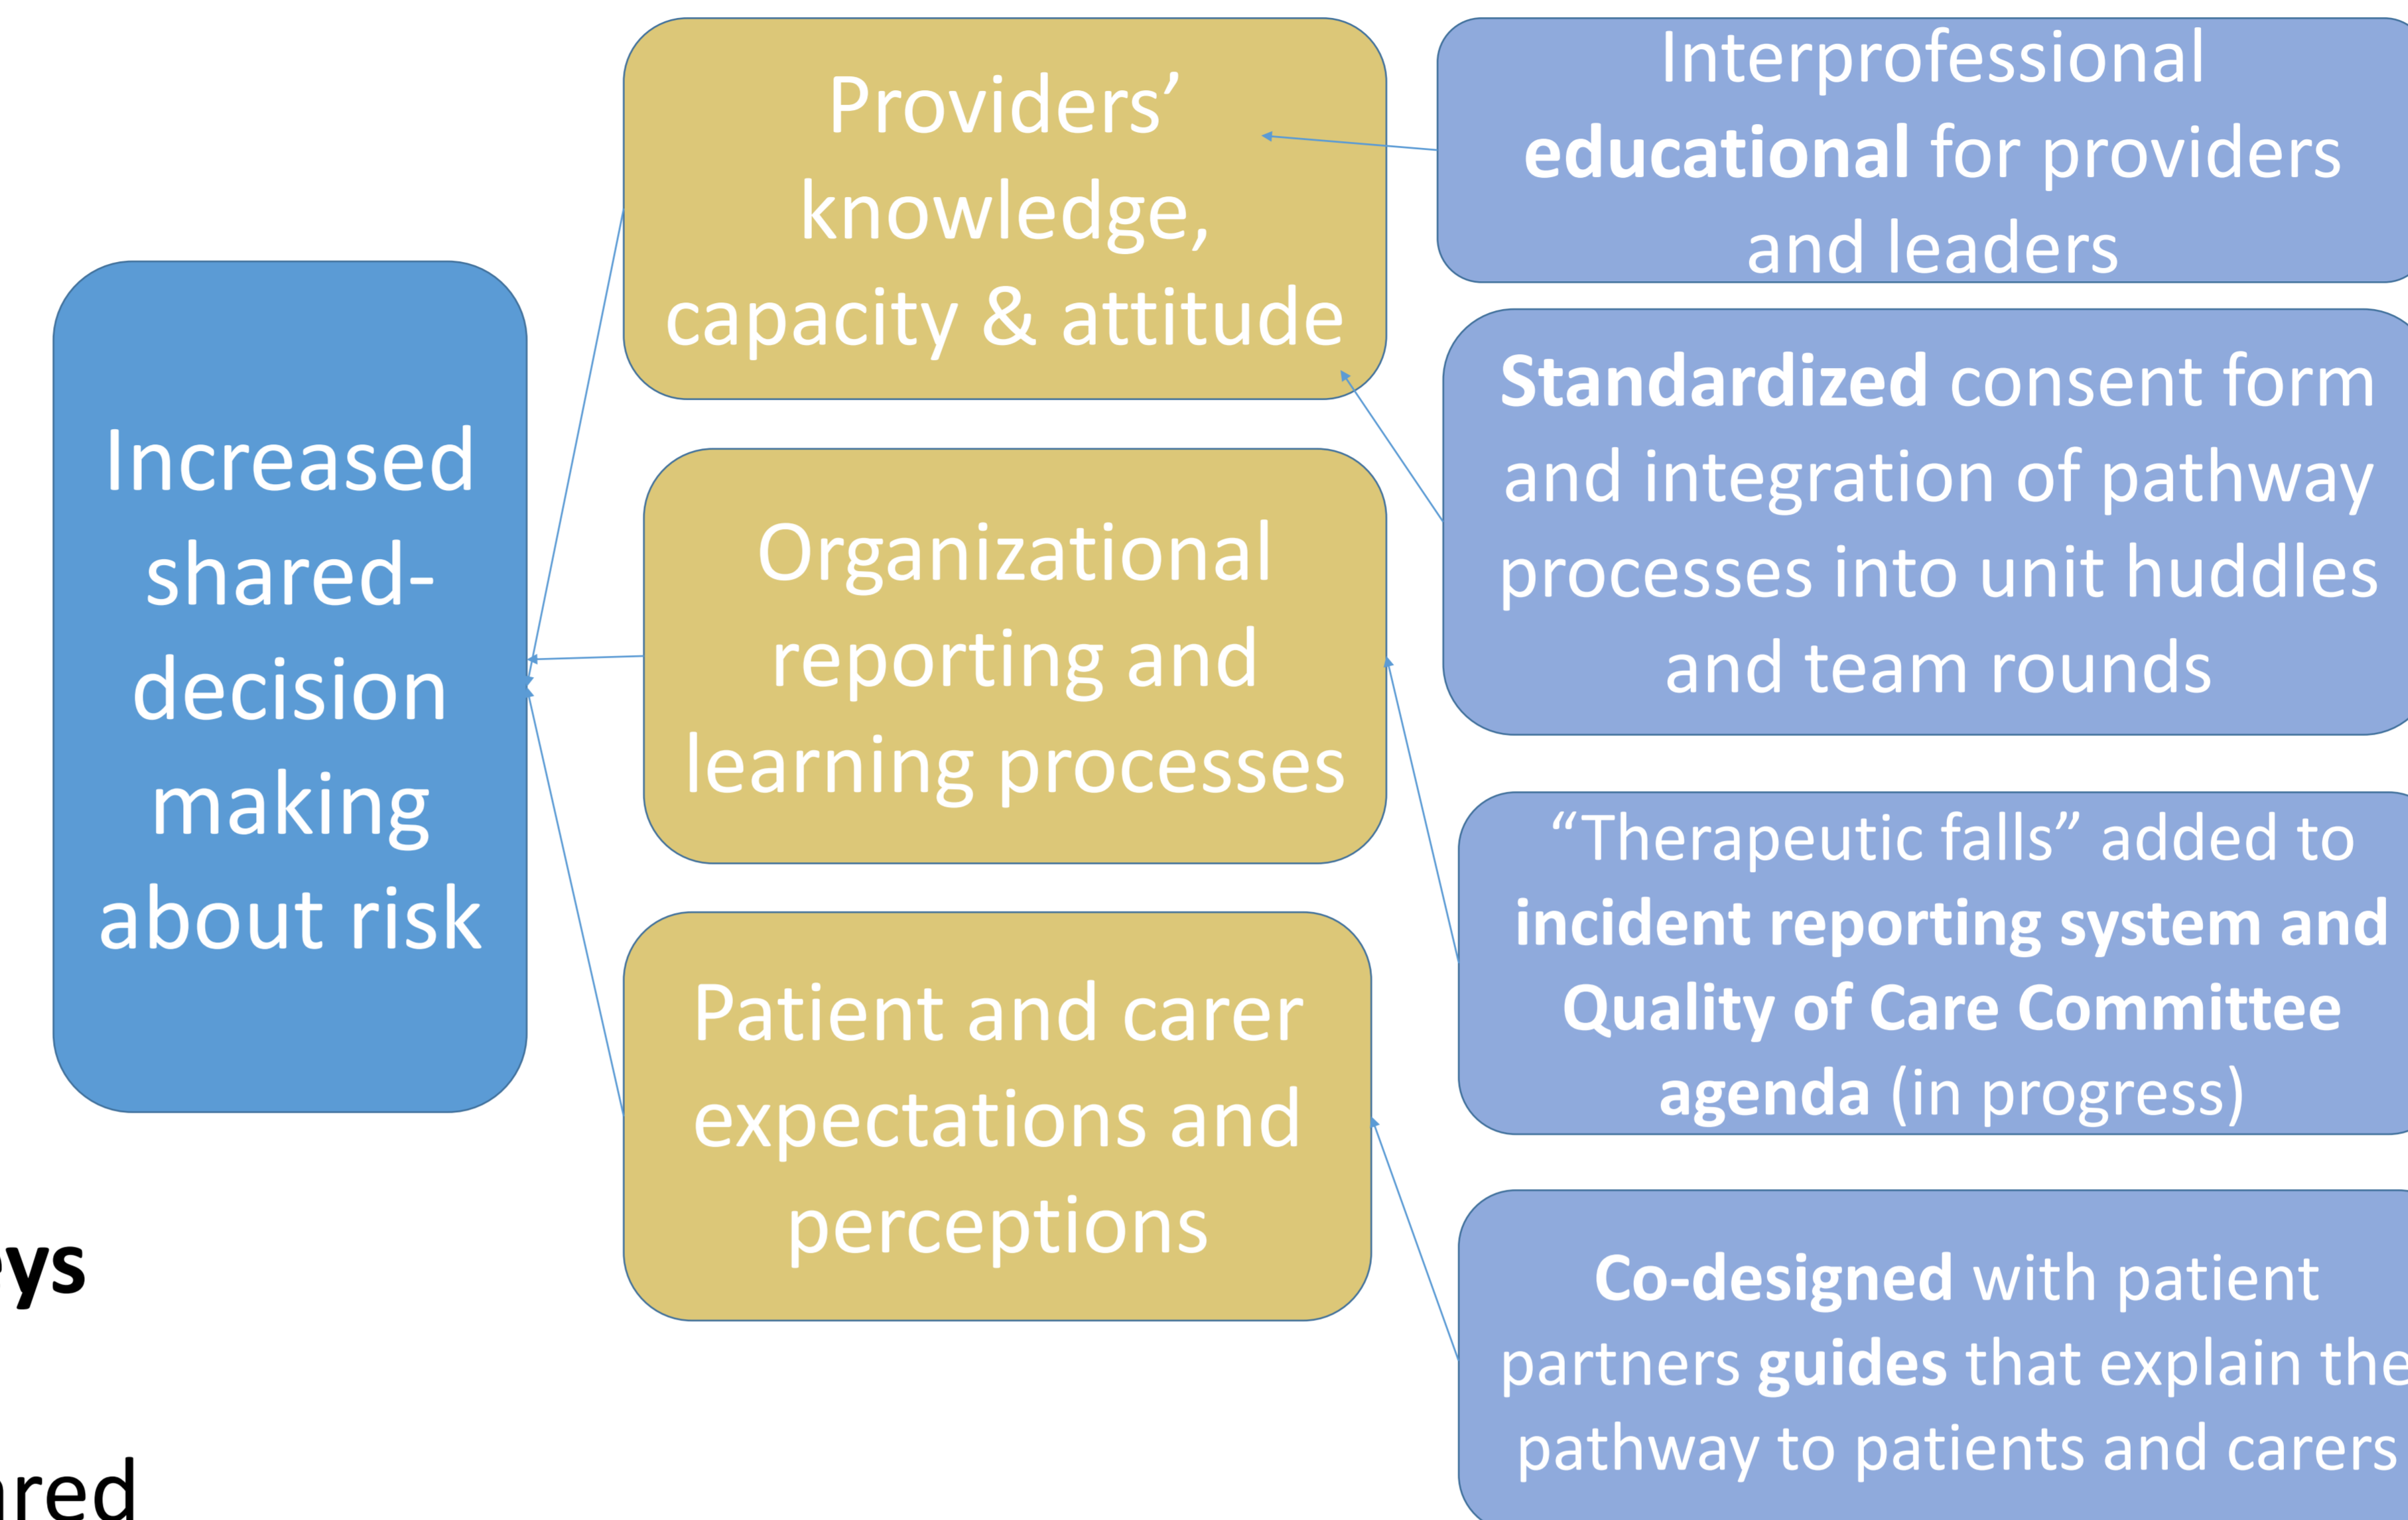 Increased
shared-
decision
making
about risk
Providers’
knowledge,
capacity & attitude
Organizational
reporting and
learning processes
Patient and carer
expectations and
perceptions
Interprofessional
educational for providers
and leaders
Standardized consent form
and integration of pathway
processes into unit huddles
and team rounds
“Therapeutic falls” added to
incident reporting system and
Quality of Care Committee
agenda (in progress)
Co-designed with patient
partners guides that explain the
pathway to patients and carers